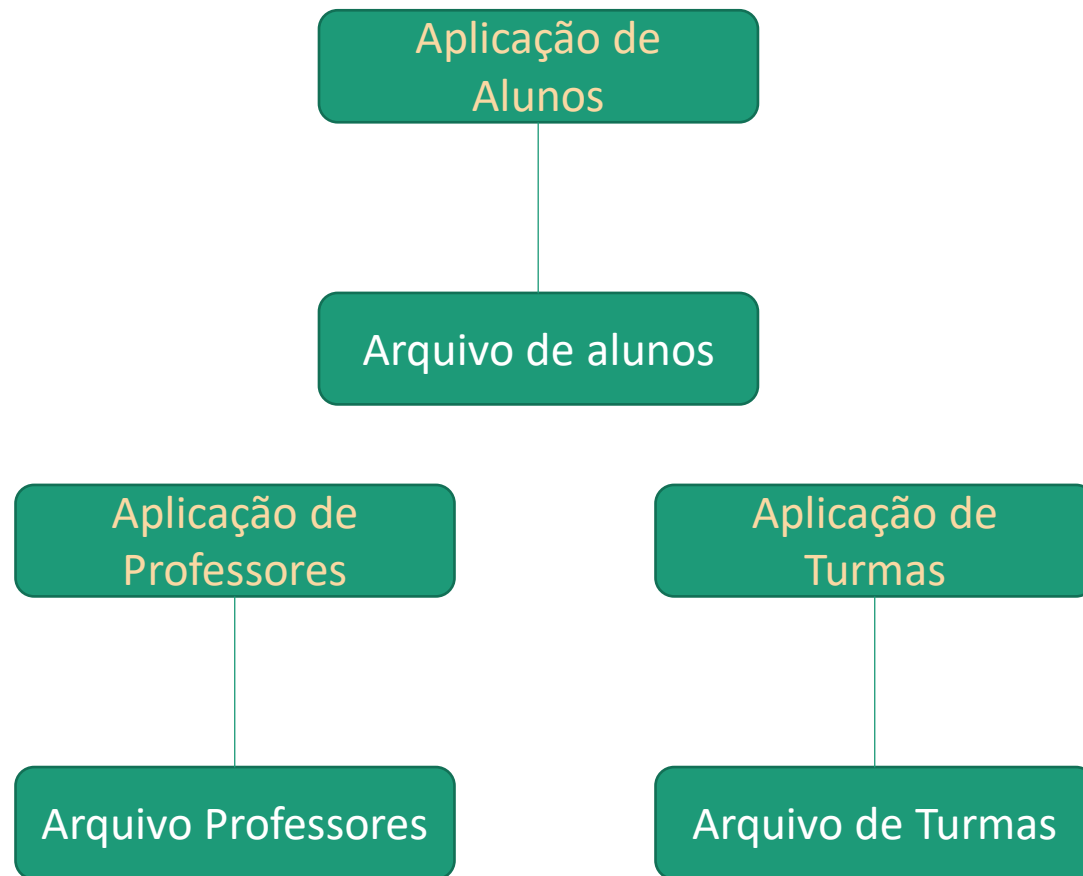 Aplicação de
Alunos
Arquivo de alunos
Aplicação de
Professores
Aplicação de
Turmas
Arquivo Professores
Arquivo de Turmas